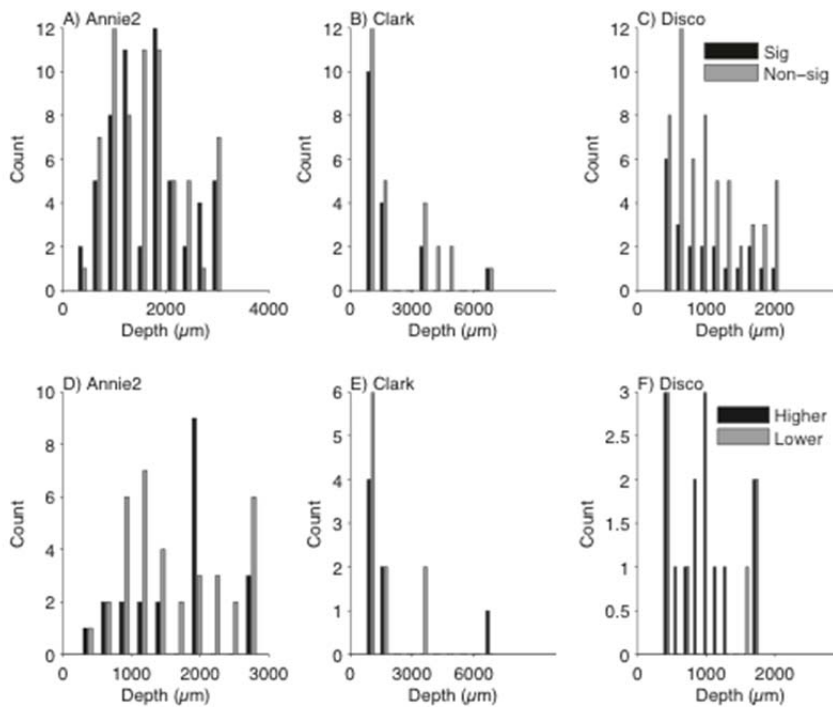 A) Annie2
12
10
8
6
4
2
0
Count
0 2000 4000
Depth (µm)
B) Clark
12
10
8
6
4
2
0
Count
0 3000 6000
Depth (µm)
C) Disco
Sig
Non-sig
12
10
8
6
4
2
0
Count
0 1000 2000
Depth (µm)
D) Annie2
10
8
6
4
2
0
Count
0 1000 2000 3000
Depth (µm)
E) Clark
6
5
4
3
2
1
0
Count
0 3000 6000
Depth (µm)
F) Disco
Higher
Lower
3
2.5
2
1.5
1
0.5
0
Count
0 1000 2000
Depth (µm)